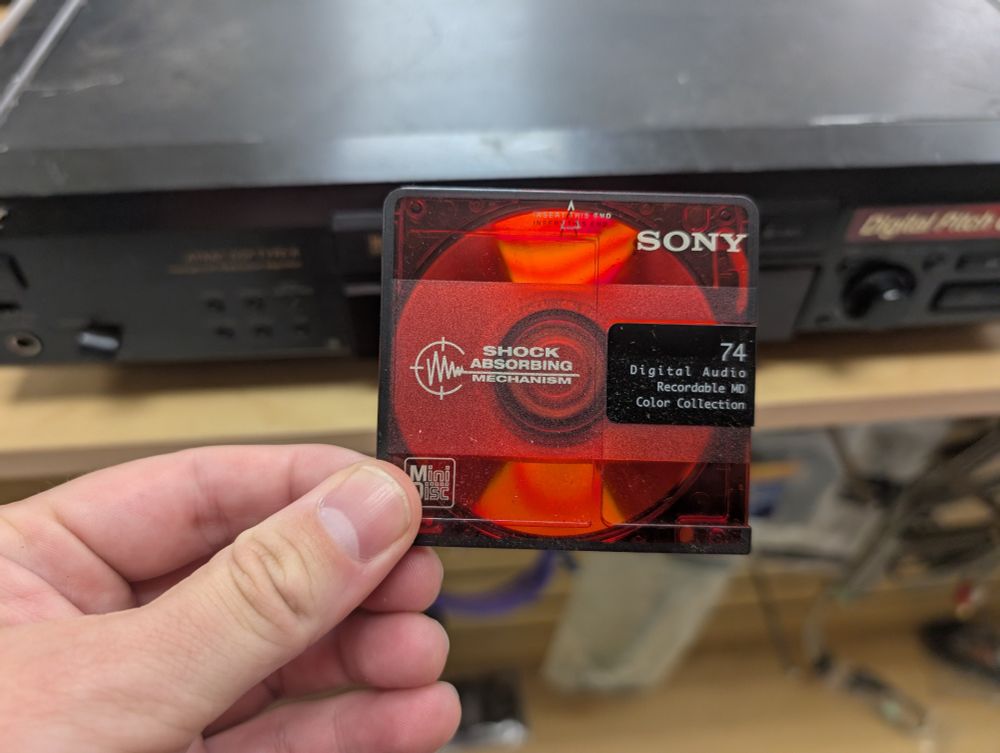 INSERT THIS END
SONY
SHOCK
ABSORBING
MECHANISM
74
Digital Audio
Recordable MD
Color Collection
Mini
Disc
Digital Pitch